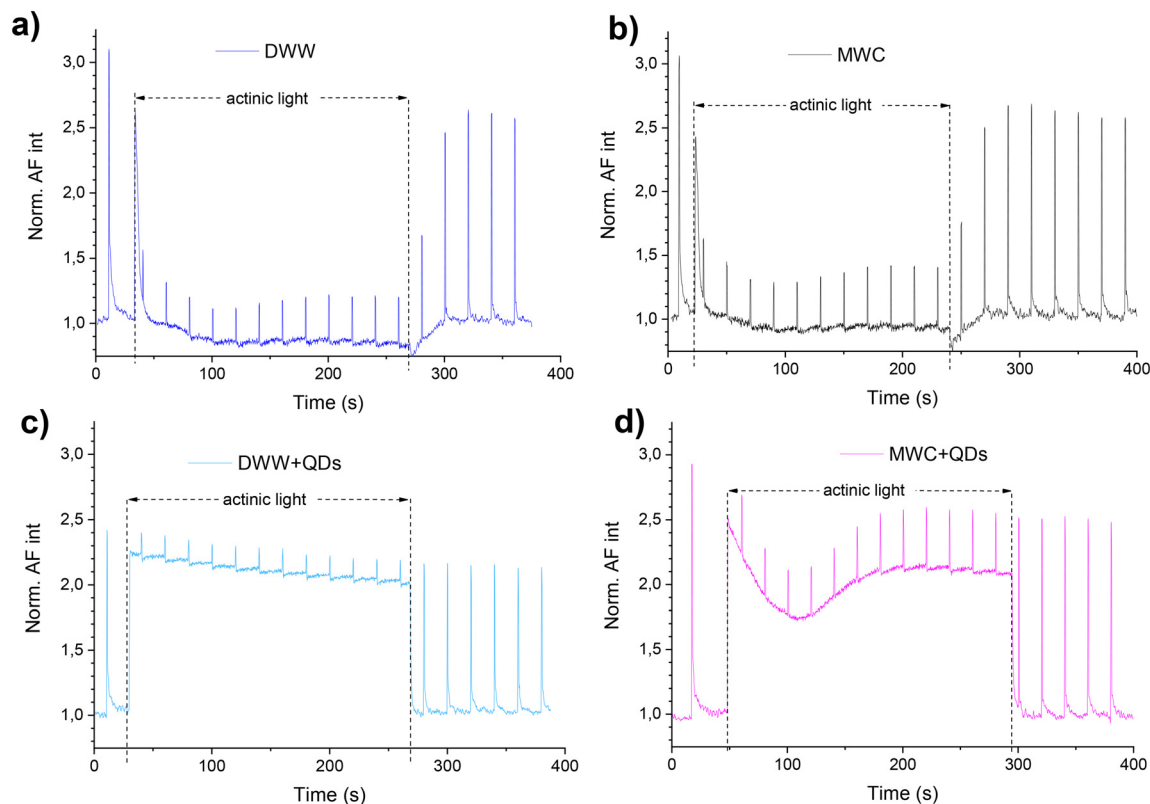 a)
DWW
actinic light
Norm. AF int
3,0
2,5
2,0
1,5
1,0
0 100 200 300 400
Time (s)
b)
MWC
actinic light
Norm. AF int
3,0
2,5
2,0
1,5
1,0
0 100 200 300 400
Time (s)
c)
DWW+QDs
actinic light
Norm. AF int
3,0
2,5
2,0
1,5
1,0
0 100 200 300 400
Time (s)
d)
MWC+QDs
actinic light
Norm. AF int
3,0
2,5
2,0
1,5
1,0
0 100 200 300 400
Time (s)